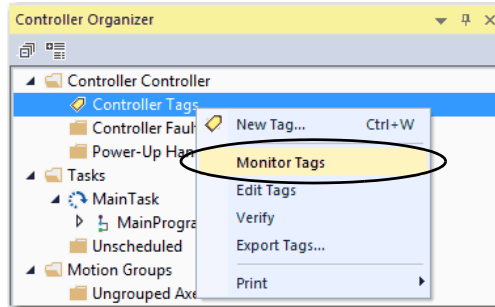 Controller Organizer
Controller Controller
Controller Tags
Controller Faul
New Tag... Ctrl+W
Power-Up Han
Monitor Tags
Tasks
Edit Tags
MainTask
Verify
MainProgra
Unscheduled
Export Tags...
Motion Groups
Print
Ungrouped Axe